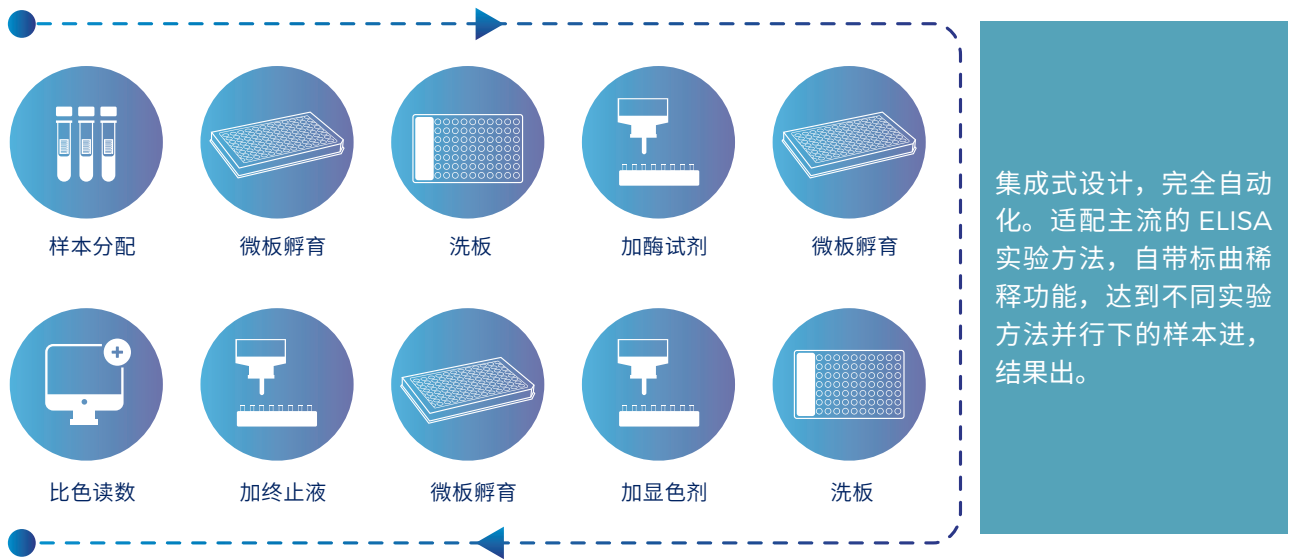 样本分配
微板孵育
洗板
加酶试剂
微板孵育
比色读数
加终止液
微板孵育
加显色剂
洗板
集成式设计，完全自动
化。适配主流的 ELISA
实验方法，自带标曲稀
释功能，达到不同实验
方法并行下的样本进，
结果出。